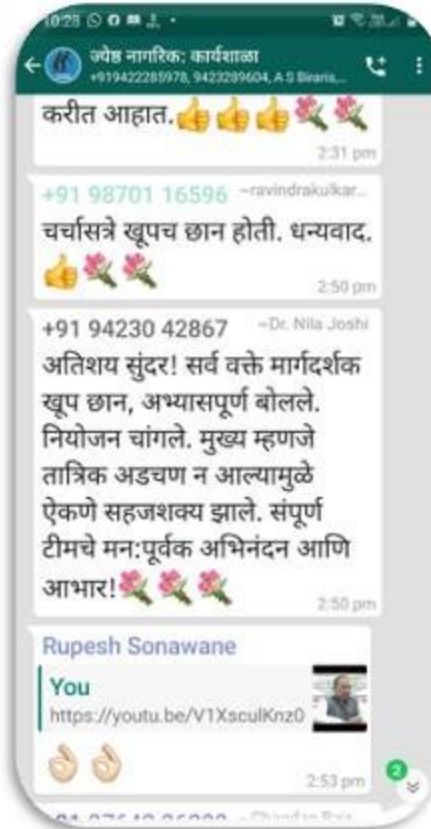 10:28
ज्येष्ठ नागरिक: कार्यशाळा
+919422285978, 9423289604, A S Biraris,...
करीत आहात.👍👍👍💐💐
2:31 pm
+91 98701 16596 ~ravindrakulkar...
चर्चासत्रे खूपच छान होती. धन्यवाद.
👍💐💐
2:50 pm
+91 94230 42867 ~Dr. Nila Joshi
अतिशय सुंदर! सर्व वक्ते मार्गदर्शक
खूप छान, अभ्यासपूर्ण बोलले.
नियोजन चांगले. मुख्य म्हणजे
तात्रिक अडचण न आल्यामुळे
ऐकणे सहजशक्य झाले. संपूर्ण
टीमचे मन:पूर्वक अभिनंदन आणि
आभार!💐💐💐
2:50 pm
Rupesh Sonawane
You
https://youtu.be/V1XsculKnz0
👌🏻👌🏻
2:53 pm
2